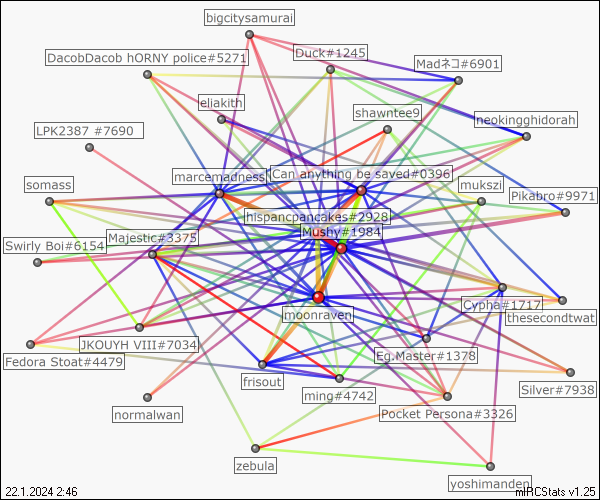 bigcitysamurai
DacobDacob hORNY police#5271
Duck#1245
Madネコ#6901
eljakith
shawntee9
neokingghidorah
LPK2387 #7690
marcemadness
Can anything be saved#0396
somass
mukszi
Pikabro#9971
hispancpancakes#2928
Mushy#1984
Swirly Boi#6154
Majestic#3375
Cypha#1717
thesecondtwat
moonraven
JKOUYH VIII#7034
Fedora Stoat#4479
Eg.Master#1378
frisout
ming#4742
Silver#7938
normalwan
Pocket Persona#3326
zebula
yoshimanden
22.1.2024 2:46
mIRCStats v1.25